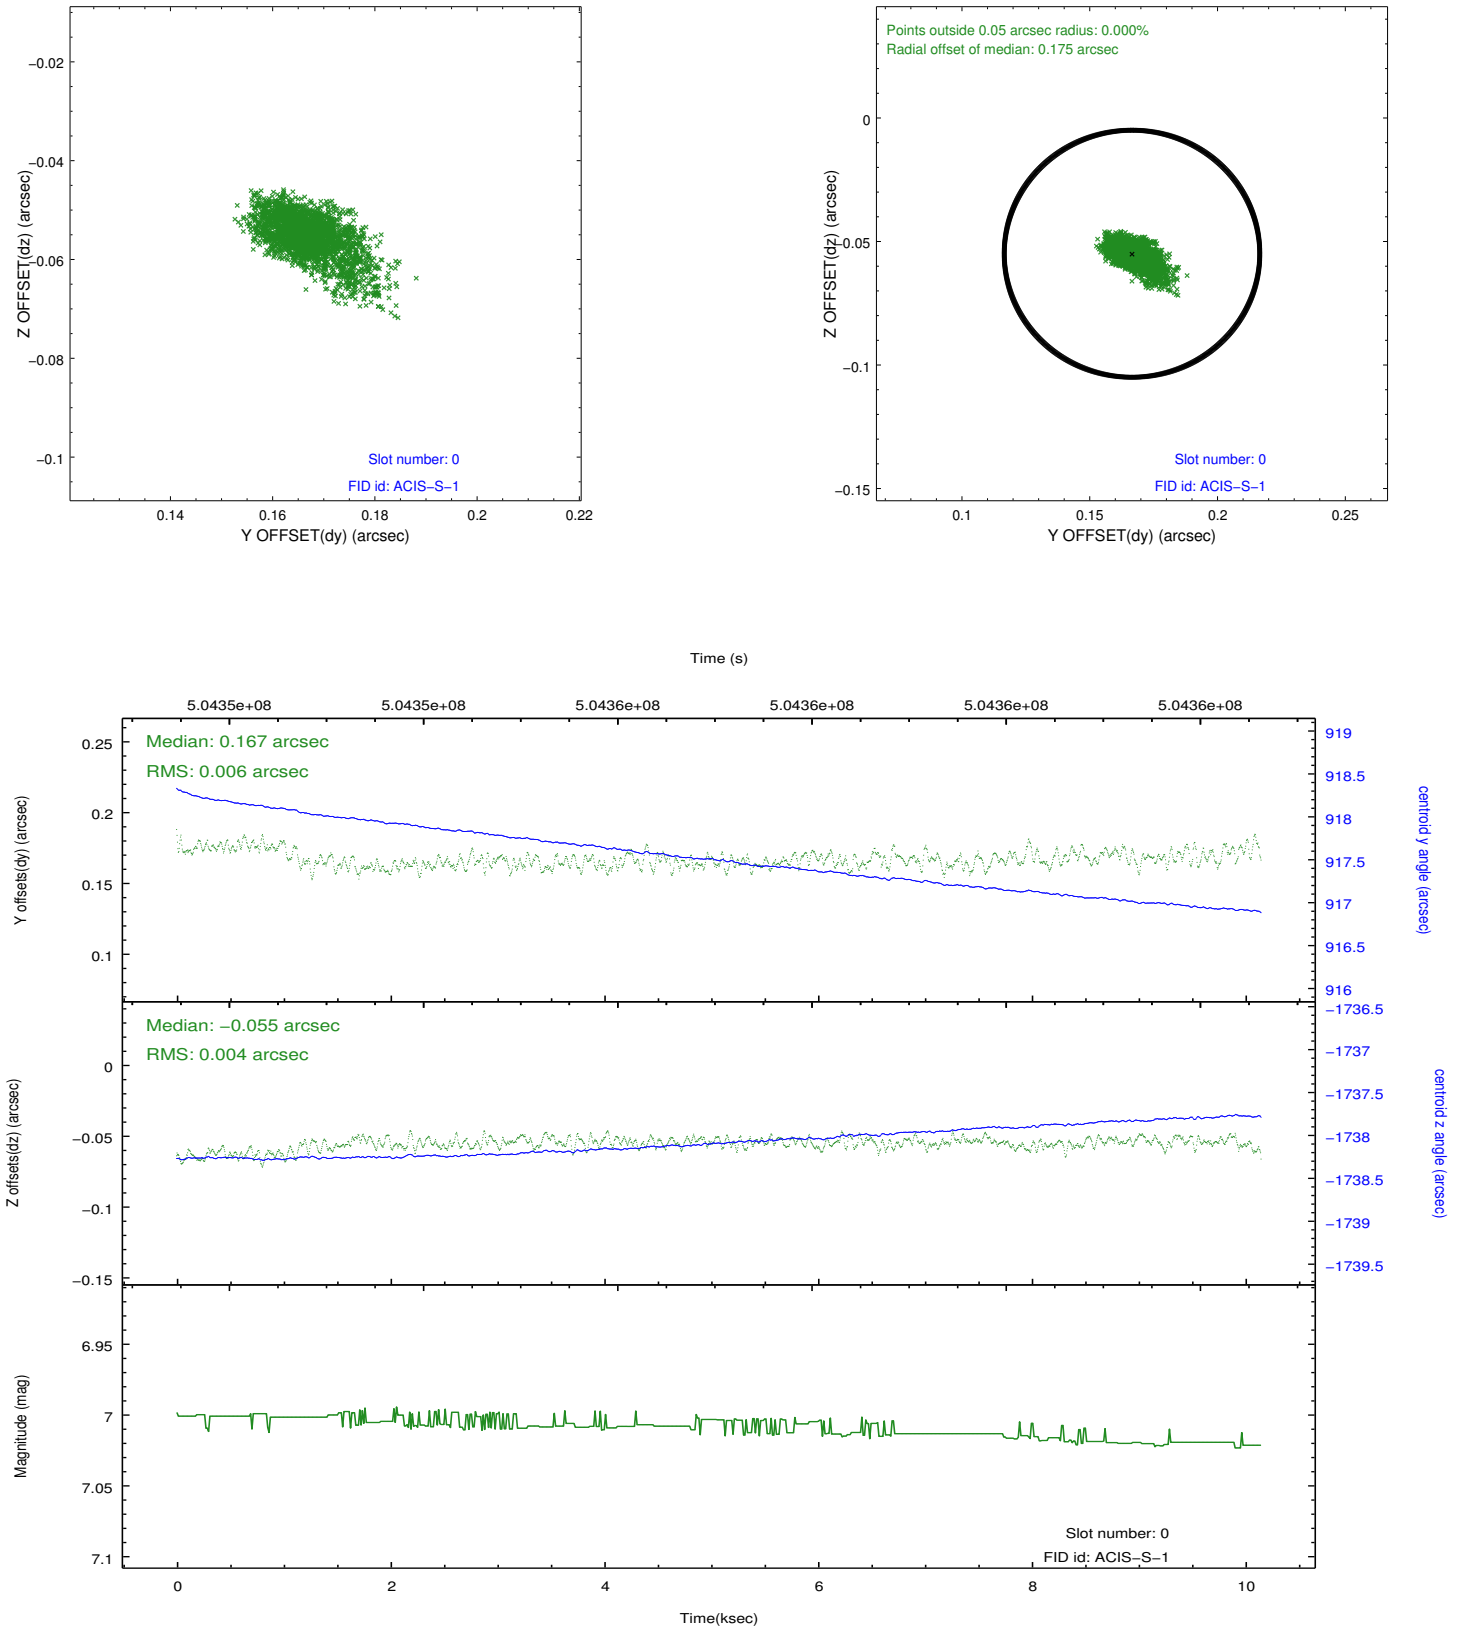 −0.02
−0.04
−0.06
−0.08
−0.1
Z OFFSET(dz) (arcsec)
Slot number: 0
FID id: ACIS−S−1
0.14 0.16 0.18 0.2 0.22
Y OFFSET(dy) (arcsec)
Points outside 0.05 arcsec radius: 0.000%
Radial offset of median: 0.175 arcsec
0
−0.05
−0.1
−0.15
Z OFFSET(dz) (arcsec)
Slot number: 0
FID id: ACIS−S−1
0.1 0.15 0.2 0.25
Y OFFSET(dy) (arcsec)
Time (s)
5.0435e+08 5.0435e+08 5.0436e+08 5.0436e+08 5.0436e+08 5.0436e+08
Median: 0.167 arcsec
RMS: 0.006 arcsec
0.25
0.2
0.15
0.1
Y offsets(dy) (arcsec)
919
918.5
918
917.5
917
916.5
916
centroid y angle (arcsec)
Median: −0.055 arcsec
RMS: 0.004 arcsec
0
−0.05
−0.1
−0.15
Z offsets(dz) (arcsec)
−1736.5
−1737
−1737.5
−1738
−1738.5
−1739
−1739.5
centroid z angle (arcsec)
6.95
7
7.05
7.1
Magnitude (mag)
Slot number: 0
FID id: ACIS−S−1
0 2 4 6 8 10
Time(ksec)